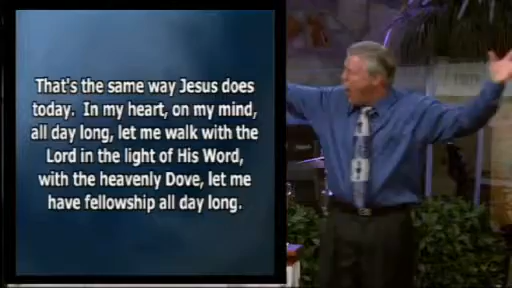 That's the same way Jesus does
today. In my heart, on my mind,
all day long, let me walk with the
Lord in the light of His Word,
with the heavenly Dove, let me
have fellowship all day long.